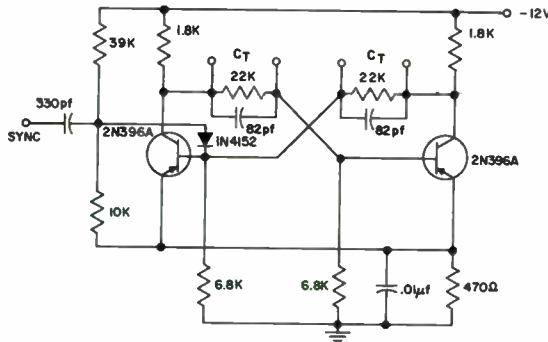 -12V
39K
1.8K
1.8K
CT
CT
22K
22K
330pf
82pf
82pf
SYNC
2N396A
1N4152
2N396A
10K
6.8K
6.8K
.01μf
470Ω